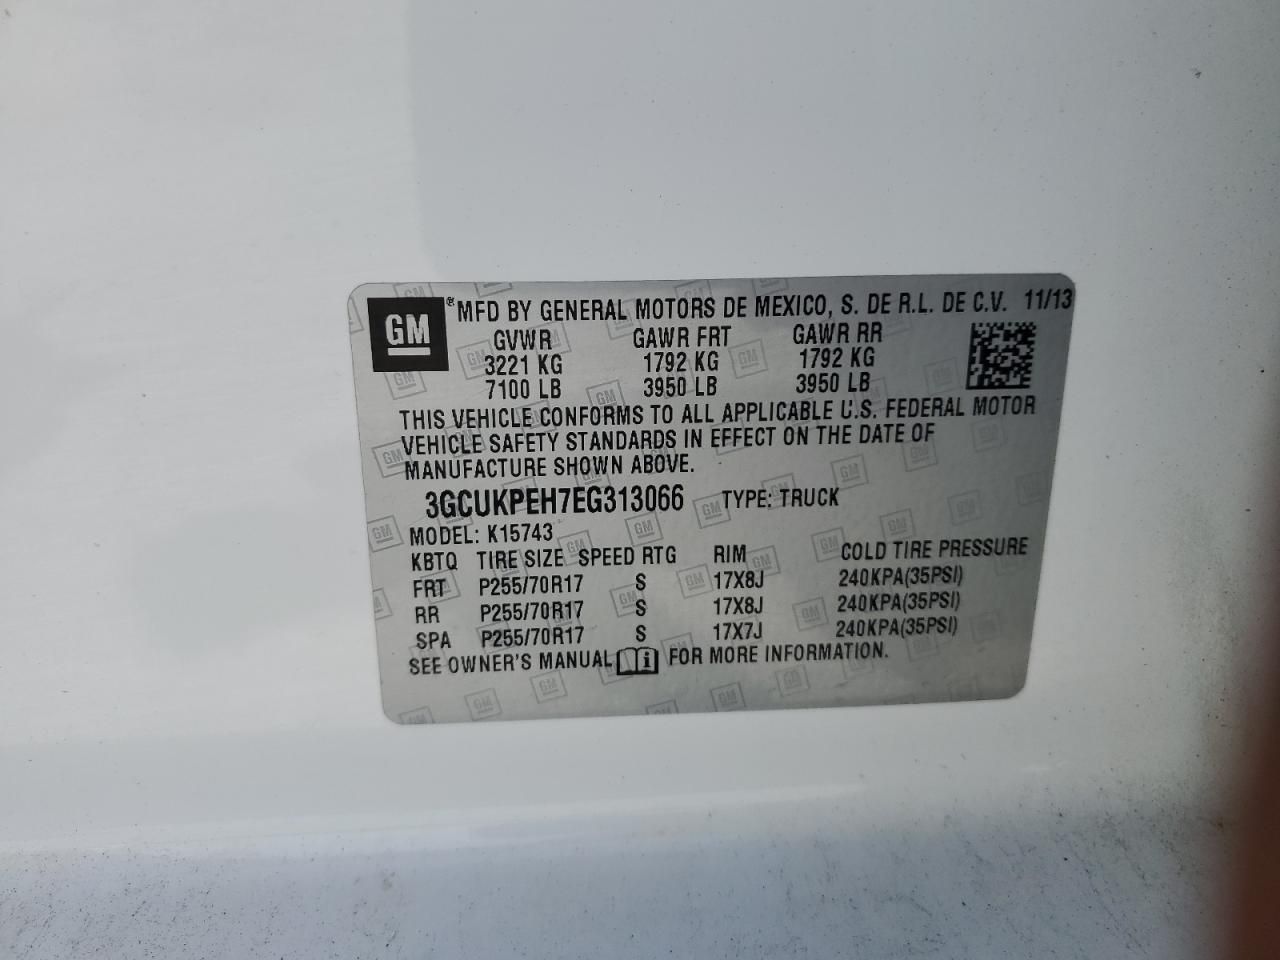 GM ® MFD BY GENERAL MOTORS DE MEXICO, S. DE R.L. DE C.V. 11/13
GVWR GAWR FRT GAWR RR
3221 KG 1792 KG 1792 KG
7100 LB 3950 LB 3950 LB
THIS VEHICLE CONFORMS TO ALL APPLICABLE U.S. FEDERAL MOTOR
VEHICLE SAFETY STANDARDS IN EFFECT ON THE DATE OF
MANUFACTURE SHOWN ABOVE.
3GCUKPEH7EG313066 TYPE: TRUCK
MODEL: K15743
KBTQ TIRE SIZE SPEED RTG RIM COLD TIRE PRESSURE
FRT P255/70R17 S 17X8J 240KPA(35PSI)
RR P255/70R17 S 17X8J 240KPA(35PSI)
SPA P255/70R17 S 17X7J 240KPA(35PSI)
SEE OWNER'S MANUAL i FOR MORE INFORMATION.